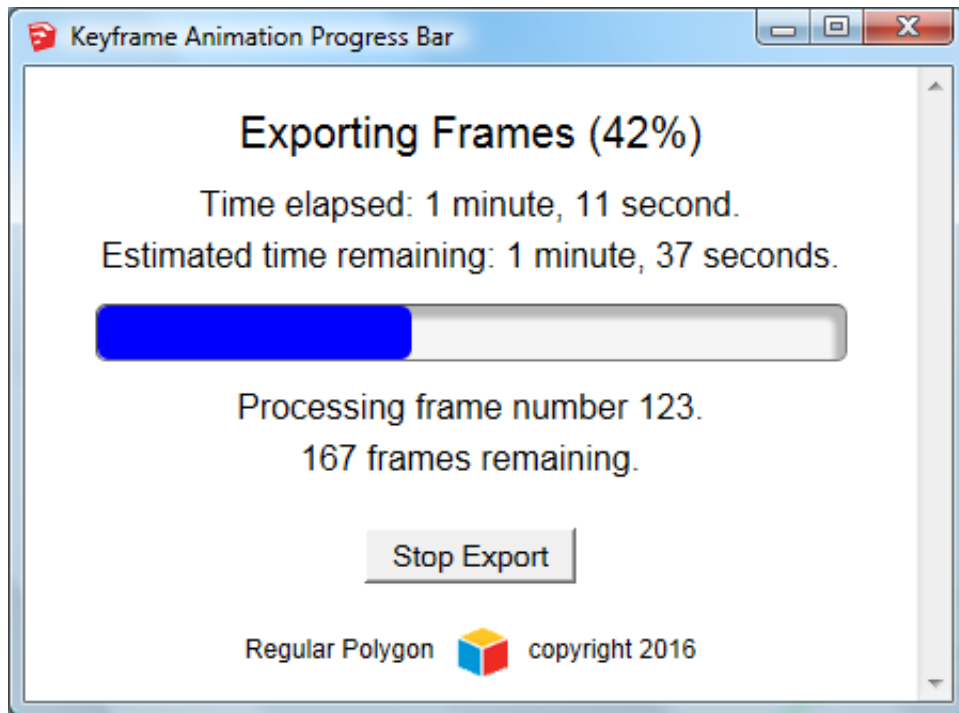 Keyframe Animation Progress Bar
Exporting Frames (42%)
Time elapsed: 1 minute, 11 second.
Estimated time remaining: 1 minute, 37 seconds.
Processing frame number 123.
167 frames remaining.
Stop Export
Regular Polygon copyright 2016